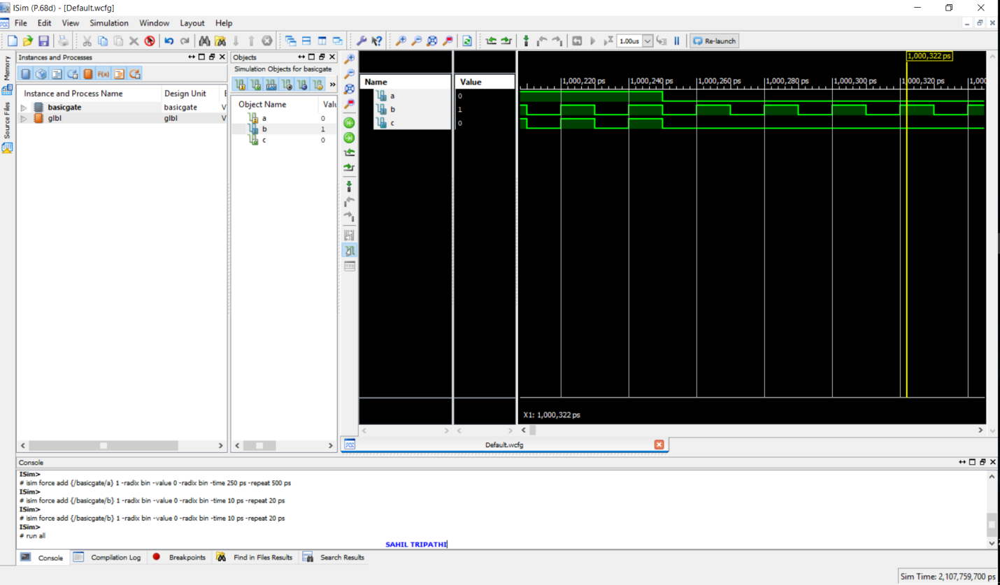 ISim (P.68d) - [Default.wcfg]
File Edit View Simulation Window Layout Help
1.00us Re-launch
Memory
Source Files
Instances and Processes
F(x)
Instance and Process Name Design Unit
basicgate basicgate V
glbl glbl V
Objects
Simulation Objects for basicgate
»
Object Name Valu
a 0
b 1
c 0
Name Value
a 0
b 1
c 0
1,000,322 ps
1,000,220 ps 1,000,240 ps 1,000,260 ps 1,000,280 ps 1,000,300 ps 1,000,320 ps 1,000
X1: 1,000,322 ps
Default.wcfg
Console
ISim>
# isim force add {/basicgate/a} 1 -radix bin -value 0 -radix bin -time 250 ps -repeat 500 ps
ISim>
# isim force add {/basicgate/b} 1 -radix bin -value 0 -radix bin -time 10 ps -repeat 20 ps
ISim>
# isim force add {/basicgate/b} 1 -radix bin -value 0 -radix bin -time 10 ps -repeat 20 ps
ISim>
# run all
SAHIL TRIPATHI
Console Compilation Log Breakpoints Find in Files Results Search Results
Sim Time: 2,107,759,700 ps